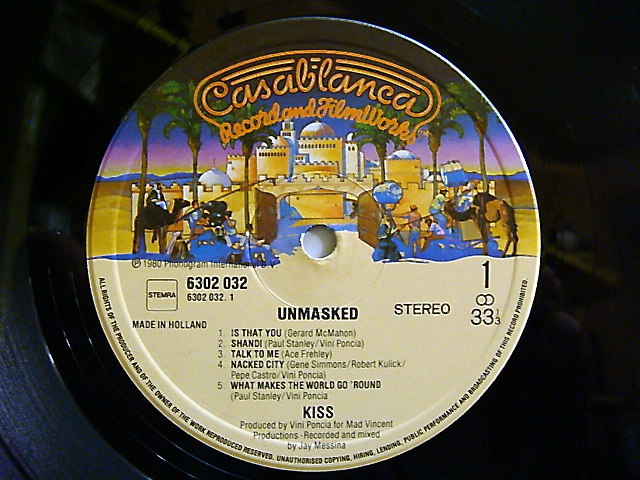 Casablanca
Record and FilmWorks™
℗ 1980 Phonogram International B.V.
6302 032
STEMRA
6302 032. 1
1
UNMASKED
STEREO
33 1/3
MADE IN HOLLAND
1. IS THAT YOU (Gerard McMahon)
2. SHANDI (Paul Stanley/Vini Poncia)
3. TALK TO ME (Ace Frehley)
4. NACKED CITY (Gene Simmons/Robert Kulick/
Pepe Castro/Vini Poncia)
5. WHAT MAKES THE WORLD GO 'ROUND
(Paul Stanley/Vini Poncia
KISS
Produced by Vini Poncia for Mad Vincent
Productions - Recorded and mixed
by Jay Messina
ALL RIGHTS OF THE PRODUCER AND OF THE OWNER OF THE WORK REPRODUCED RESERVED. UNAUTHORISED COPYING, HIRING, LENDING, PUBLIC PERFORMANCE AND BROADCASTING OF THIS RECORD PROHIBITED